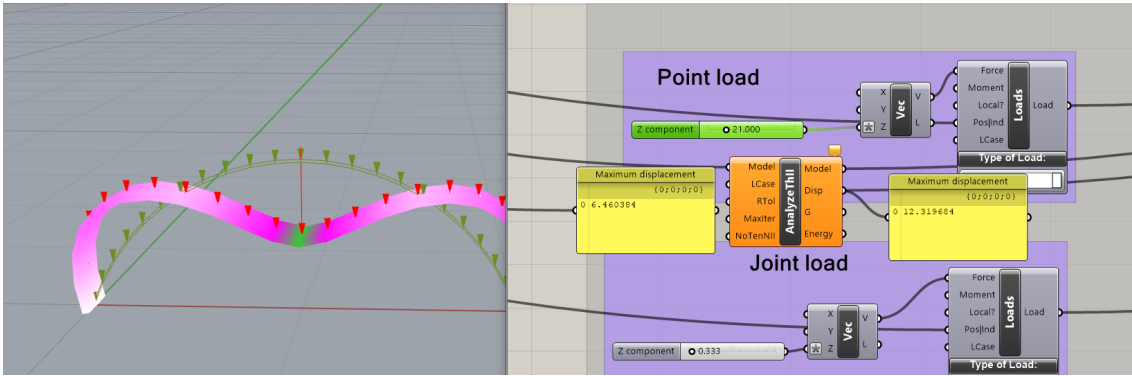 Point load
Z component
21.000
X
Y
Z
Vec
V
L
Force
Moment
Local?
Pos|Ind
LCase
Loads
Load
Type of Load:
Maximum displacement
{0;0;0;0}
0 6.460384
Model
LCase
RTol
MaxIter
NoTenNII
AnalyzeThII
Model
Disp
G
Energy
Maximum displacement
{0;0;0;0}
0 12.319684
Joint load
Z component
0.333
X
Y
Z
Vec
V
L
Force
Moment
Local?
Pos|Ind
LCase
Loads
Load
Type of Load: